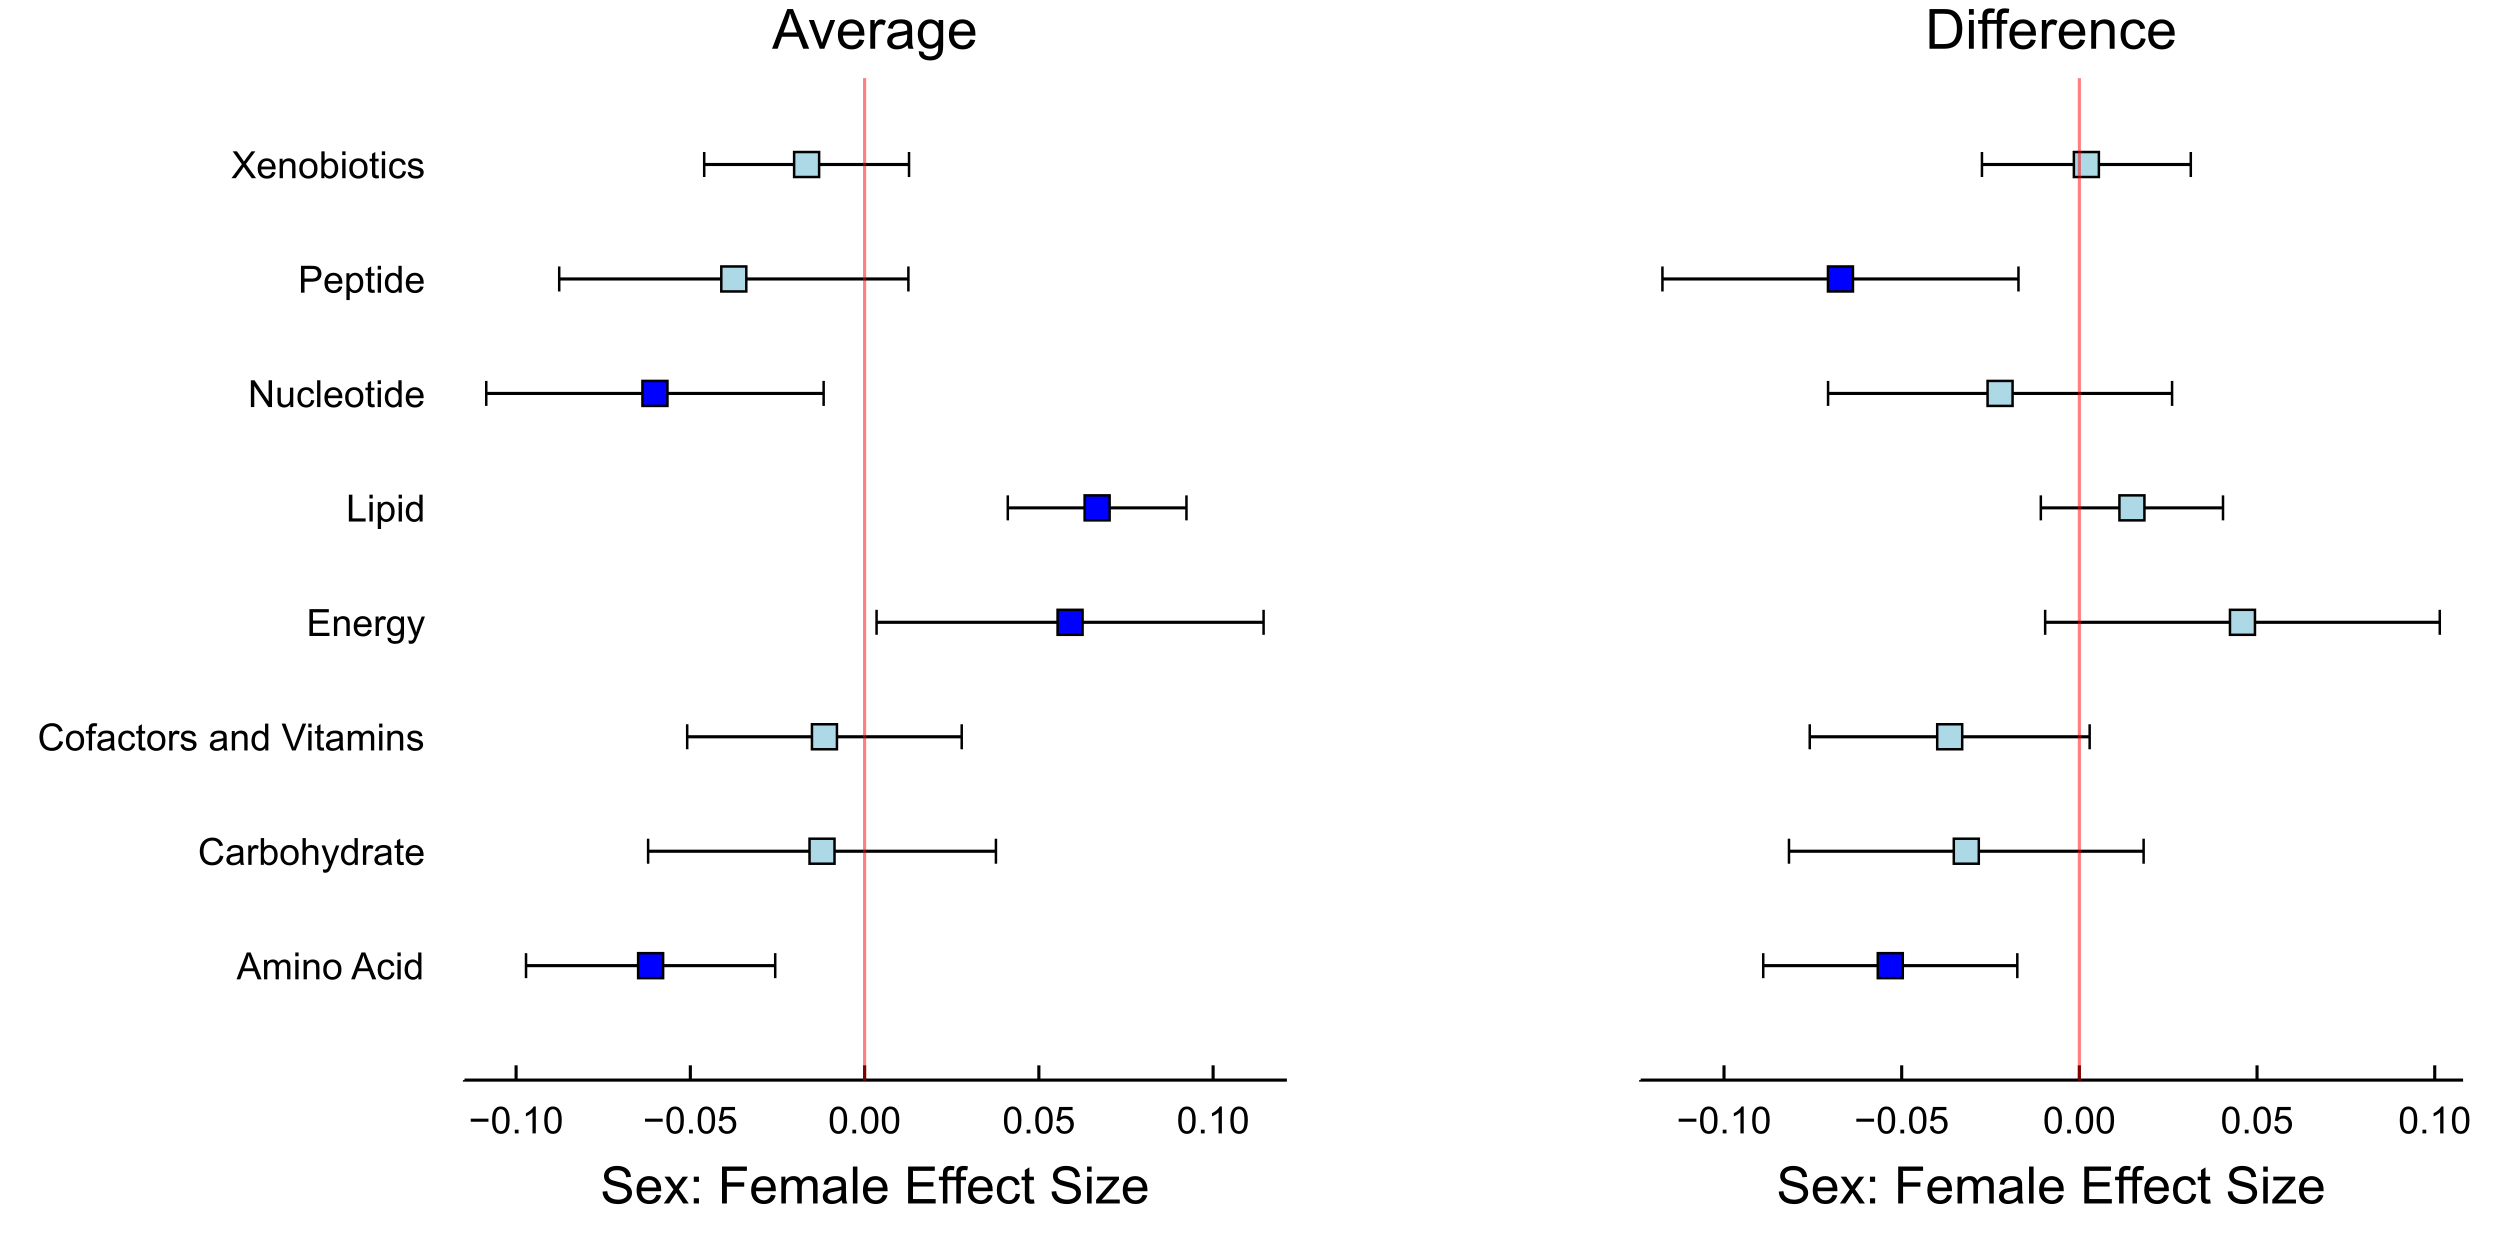 Average
Difference
Xenobiotics
Peptide
Nucleotide
Lipid
Energy
Cofactors and Vitamins
Carbohydrate
Amino Acid
−0.10 −0.05 0.00 0.05 0.10
−0.10 −0.05 0.00 0.05 0.10
Sex: Female Effect Size
Sex: Female Effect Size